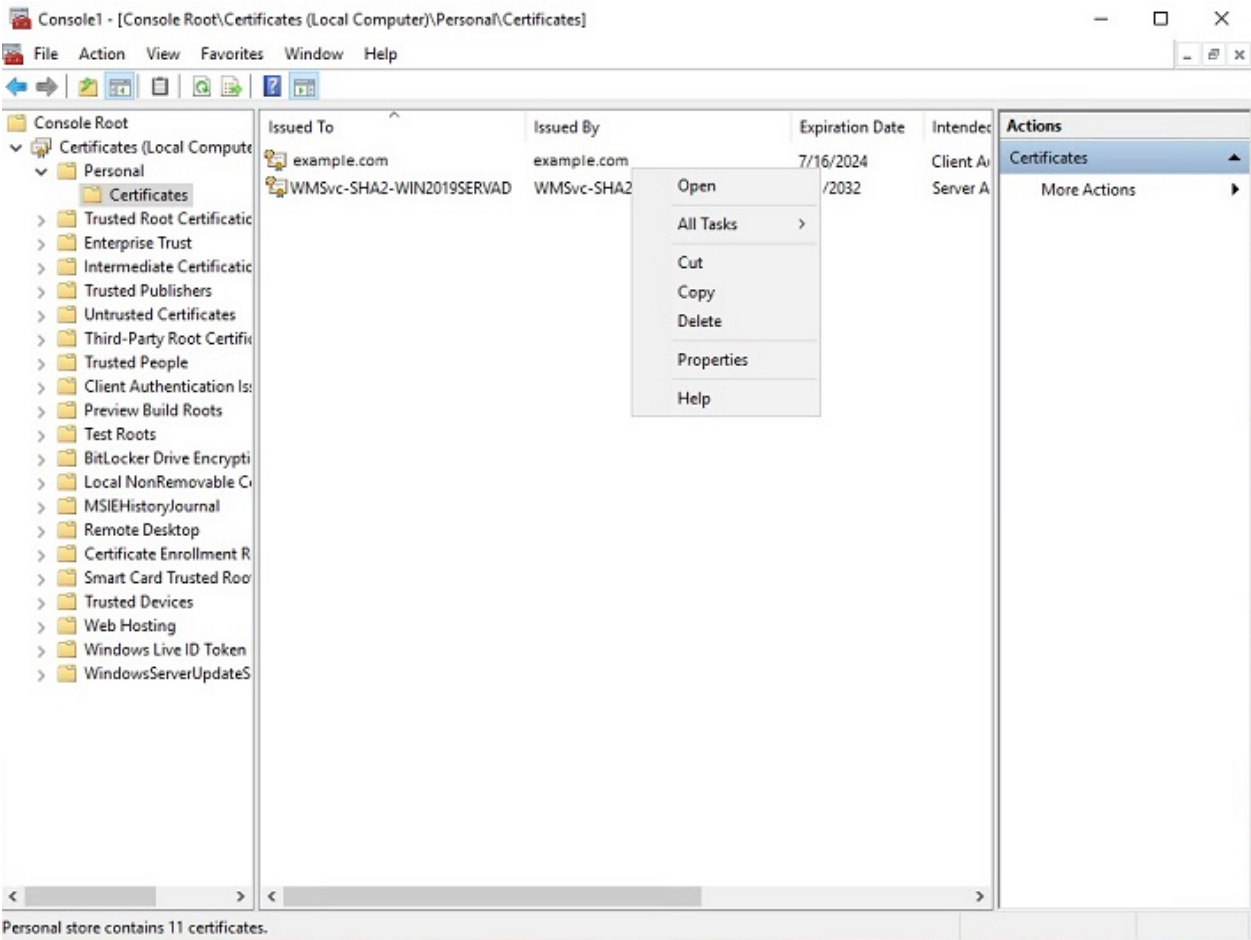 Console1 - [Console Root\Certificates (Local Computer)\Personal\Certificates]
File Action View Favorites Window Help
Console Root
Certificates (Local Compute
Personal
Certificates
Trusted Root Certificatic
Enterprise Trust
Intermediate Certificatic
Trusted Publishers
Untrusted Certificates
Third-Party Root Certific
Trusted People
Client Authentication Is
Preview Build Roots
Test Roots
BitLocker Drive Encrypti
Local NonRemovable C
MSIEHistoryJournal
Remote Desktop
Certificate Enrollment R
Smart Card Trusted Roo
Trusted Devices
Web Hosting
Windows Live ID Token
WindowsServerUpdateS
Issued To Issued By Expiration Date Intended
example.com example.com 7/16/2024 Client Au
WMSvc-SHA2-WIN2019SERVAD WMSvc-SHA2 /2032 Server A
Open
All Tasks
Cut
Copy
Delete
Properties
Help
Actions
Certificates
More Actions
Personal store contains 11 certificates.